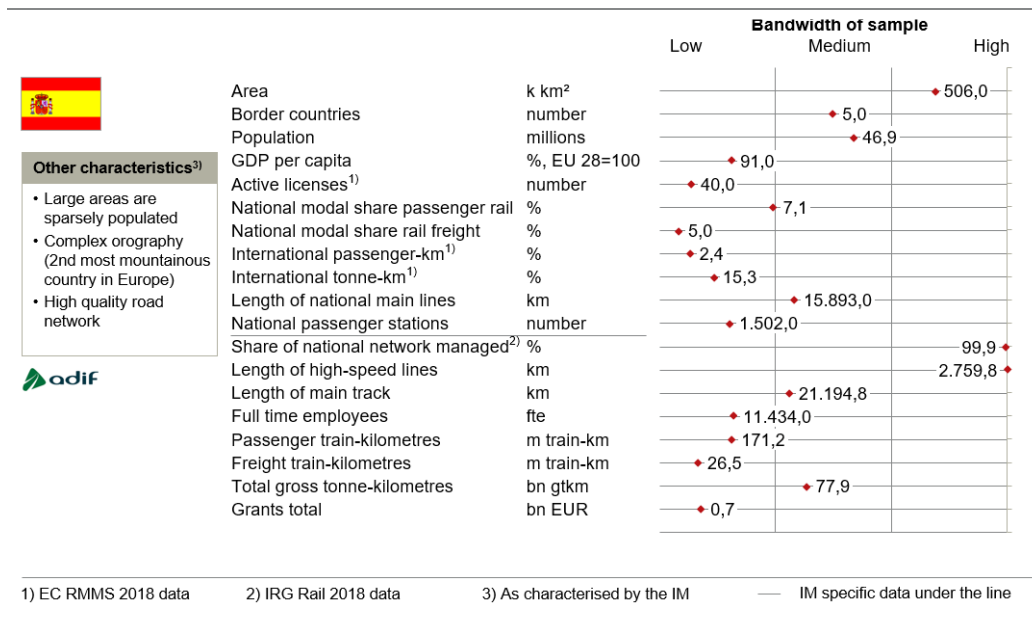 Bandwidth of sample
Low Medium High
Area k km² 506,0
Border countries number 5,0
Population millions 46,9
GDP per capita %, EU 28=100 91,0
Active licenses1) number 40,0
National modal share passenger rail % 7,1
National modal share rail freight % 5,0
International passenger-km1) % 2,4
International tonne-km1) % 15,3
Length of national main lines km 15.893,0
National passenger stations number 1.502,0
Share of national network managed2) % 99,9
Length of high-speed lines km 2.759,8
Length of main track km 21.194,8
Full time employees fte 11.434,0
Passenger train-kilometres m train-km 171,2
Freight train-kilometres m train-km 26,5
Total gross tonne-kilometres bn gtkm 77,9
Grants total bn EUR 0,7
Other characteristics3)
• Large areas are
sparsely populated
• Complex orography
(2nd most mountainous
country in Europe)
• High quality road
network
adif
1) EC RMMS 2018 data 2) IRG Rail 2018 data 3) As characterised by the IM IM specific data under the line